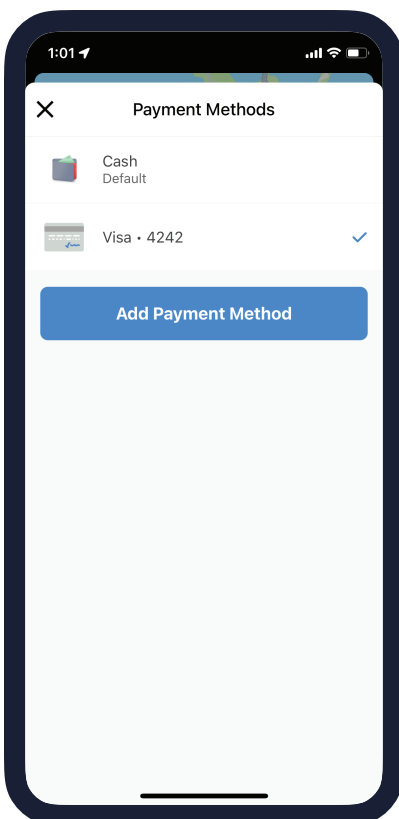 1:01
Payment Methods
Cash
Default
Visa • 4242
Add Payment Method